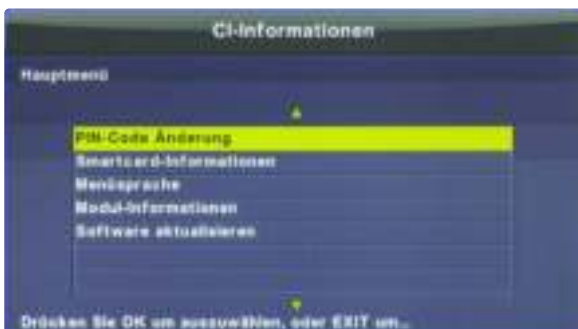 CI-Informationen
Hauptmenü
PIN-Code Änderung
Smartcard-Informationen
Menüsprache
Modul-Informationen
Software aktualisieren
Drücken Sie OK um auszuwählen, oder EXIT um...